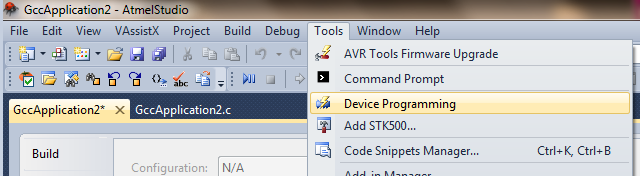 GccApplication2 - AtmelStudio
File Edit View VAssistX Project Build Debug Tools Window
AVR Tools Firmware Upgrade
Command Prompt
GccApplication2* GccApplication2.c
Device Programming
Add STK500...
Build
Code Snippets Manager... Ctrl+K, Ctrl+B
Configuration: N/A